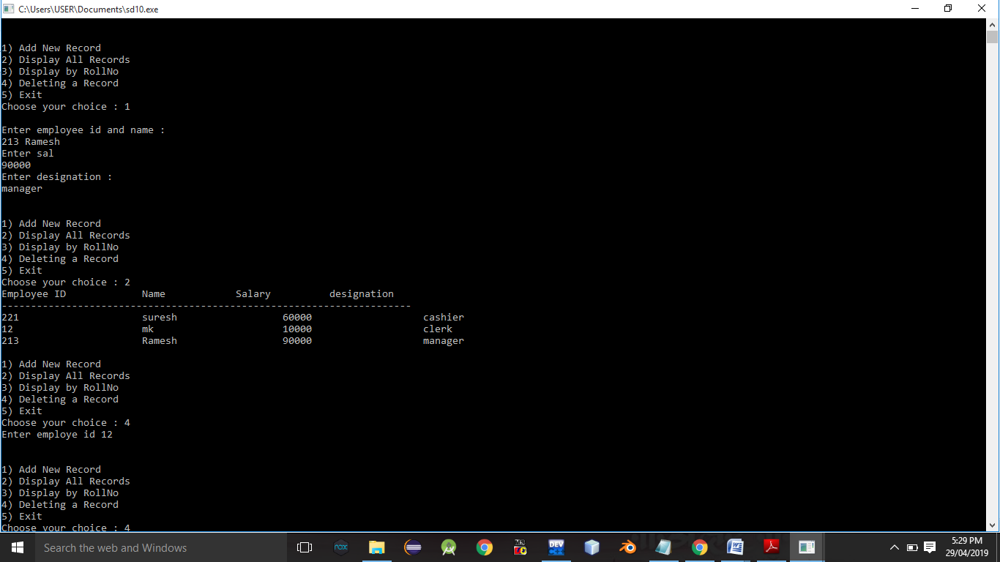 C:\Users\USER\Documents\sd10.exe
1) Add New Record
2) Display All Records
3) Display by RollNo
4) Deleting a Record
5) Exit
Choose your choice : 1
Enter employee id and name :
213 Ramesh
Enter sal
90000
Enter designation :
manager
1) Add New Record
2) Display All Records
3) Display by RollNo
4) Deleting a Record
5) Exit
Choose your choice : 2
Employee ID Name Salary designation
----------------------------------------------------------------------
221 suresh 60000 cashier
12 mk 10000 clerk
213 Ramesh 90000 manager
1) Add New Record
2) Display All Records
3) Display by RollNo
4) Deleting a Record
5) Exit
Choose your choice : 4
Enter employe id 12
1) Add New Record
2) Display All Records
3) Display by RollNo
4) Deleting a Record
5) Exit
Choose your choice : 4
Search the web and Windows
nox
DEV
5:29 PM
29/04/2019